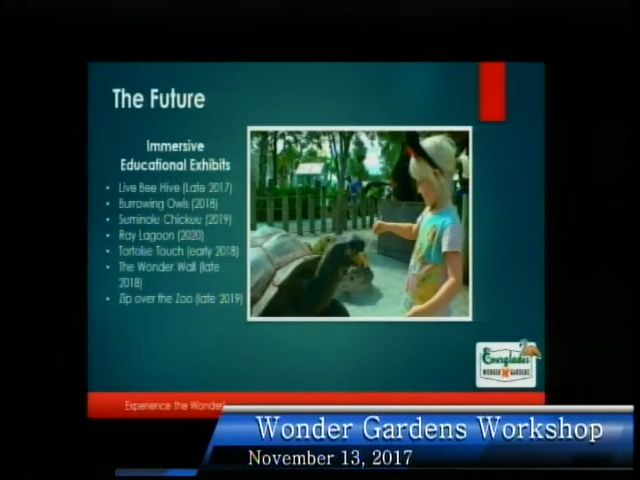 The Future
Immersive
Educational Exhibits
• Live Bee Hive (Late 2017)
• Burrowing Owls (2018)
• Seminole Chickee (2019)
• Ray Lagoon (2020)
• Tortoise Touch (early 2018)
• The Wonder Wall (late
2018)
• Zip over the Zoo (late 2019)
Everglades
WONDER GARDENS
Experience the Wonder!
Wonder Gardens Workshop
November 13, 2017